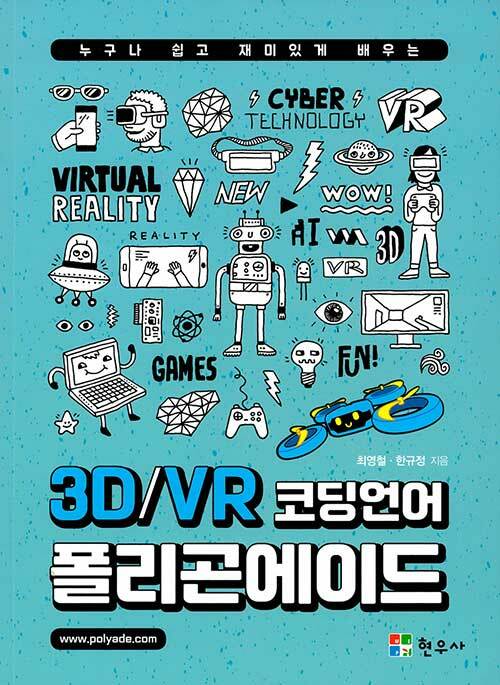 누구나 쉽고 재미있게 배우는
CYBER
TECHNOLOGY
VR
VIRTUAL
REALITY
NEW
WOW!
REALITY
AI
3D
VR
GAMES
FUN!
최영철 · 한규정 지음
3D/VR 코딩언어
폴리곤에이드
www.polyade.com
현우사